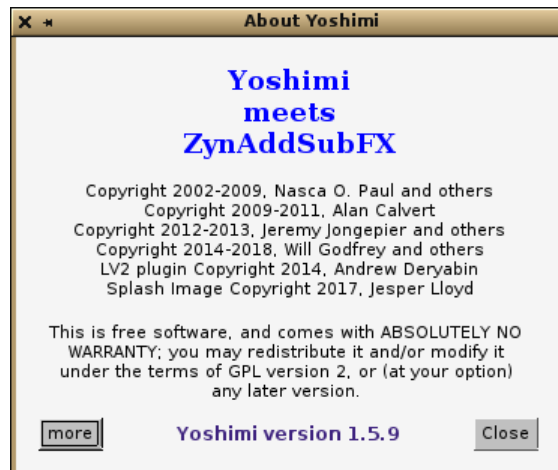 About Yoshimi
Yoshimi
meets
ZynAddSubFX
Copyright 2002-2009, Nasca O. Paul and others
Copyright 2009-2011, Alan Calvert
Copyright 2012-2013, Jeremy Jongepier and others
Copyright 2014-2018, Will Godfrey and others
LV2 plugin Copyright 2014, Andrew Deryabin
Splash Image Copyright 2017, Jesper Lloyd
This is free software, and comes with ABSOLUTELY NO
WARRANTY; you may redistribute it and/or modify it
under the terms of GPL version 2, or (at your option)
any later version.
more Yoshimi version 1.5.9 Close